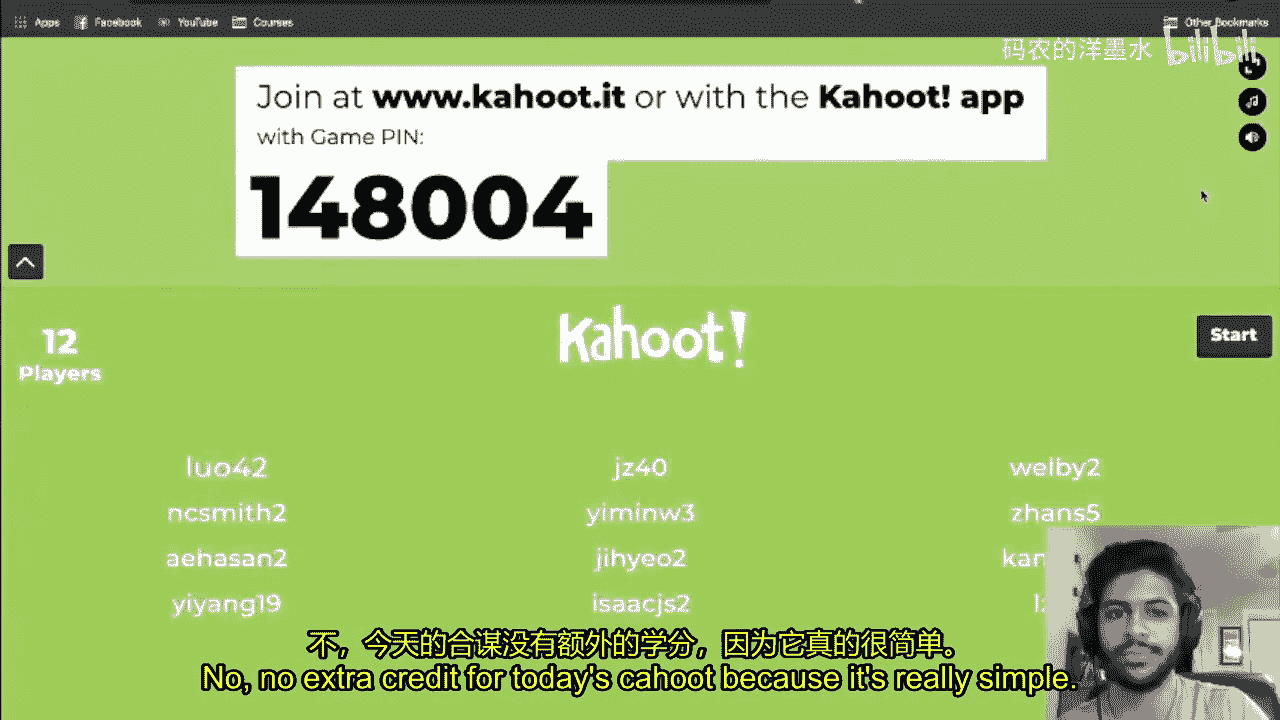 Apps Facebook YouTube Courses Other Bookmarks
码农的洋墨水 bilibili
Join at www.kahoot.it or with the Kahoot! app
with Game PIN:
148004
12
Players
Kahoot!
Start
luo42 jz40 welby2
ncsmith2 yiminw3 zhans5
aehasan2 jihyeo2
yiyang19 isaacjs2
不，今天的合谋没有额外的学分，因为它真的很简单。
No, no extra credit for today's cahoot because it's really simple.